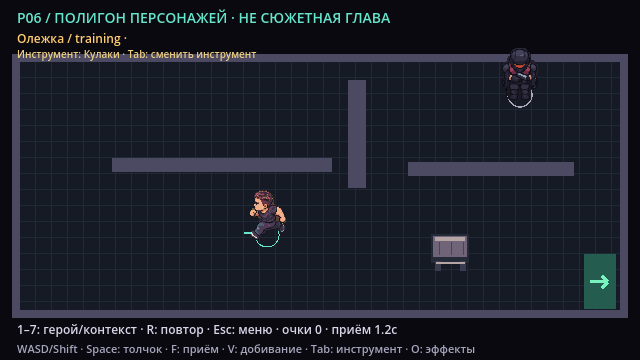 P06 / ПОЛИГОН ПЕРСОНАЖЕЙ · НЕ СЮЖЕТНАЯ ГЛАВА
Олежка / training ·
Инструмент: Кулаки · Tab: сменить инструмент
1–7: герой/контекст · R: повтор · Esc: меню · очки 0 · приём 1.2с
WASD/Shift · Space: толчок · F: приём · V: добивание · Tab: инструмент · O: эффекты